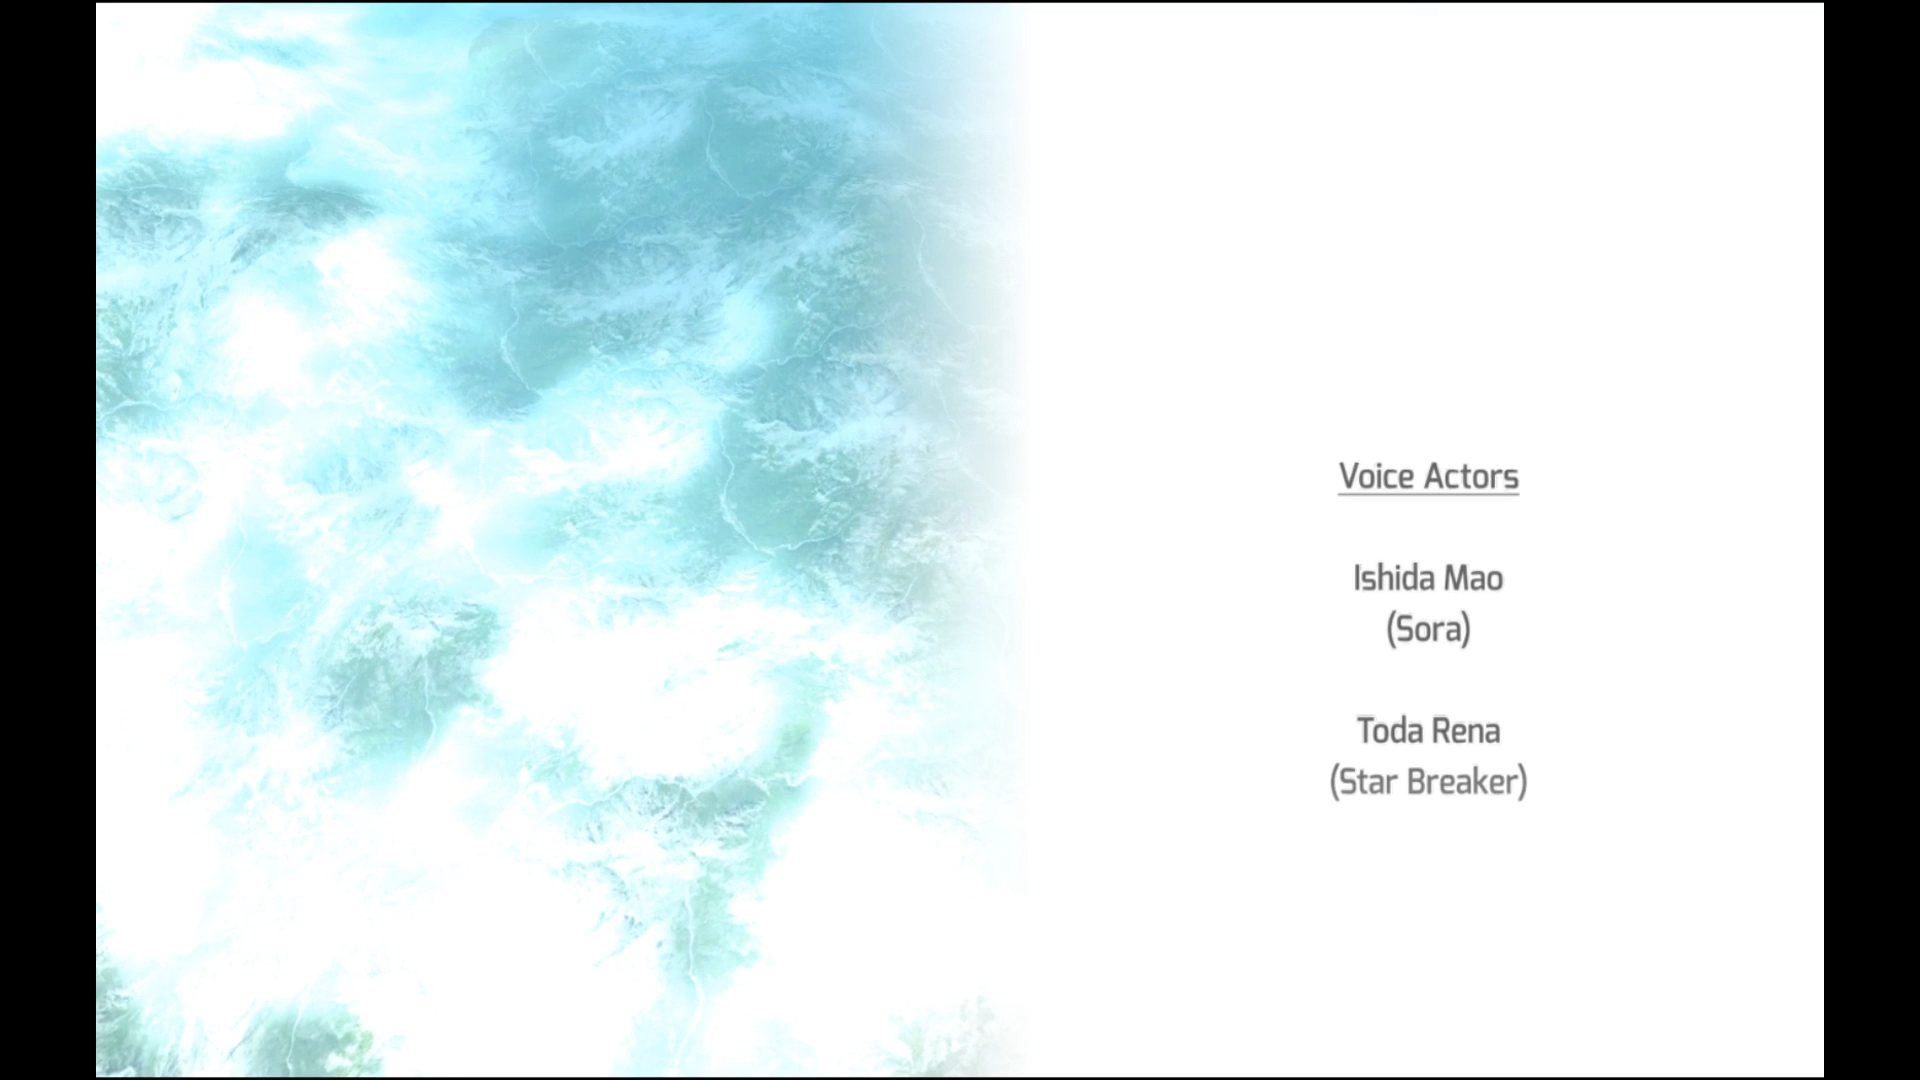 Voice Actors
Ishida Mao
(Sora)
Toda Rena
(Star Breaker)